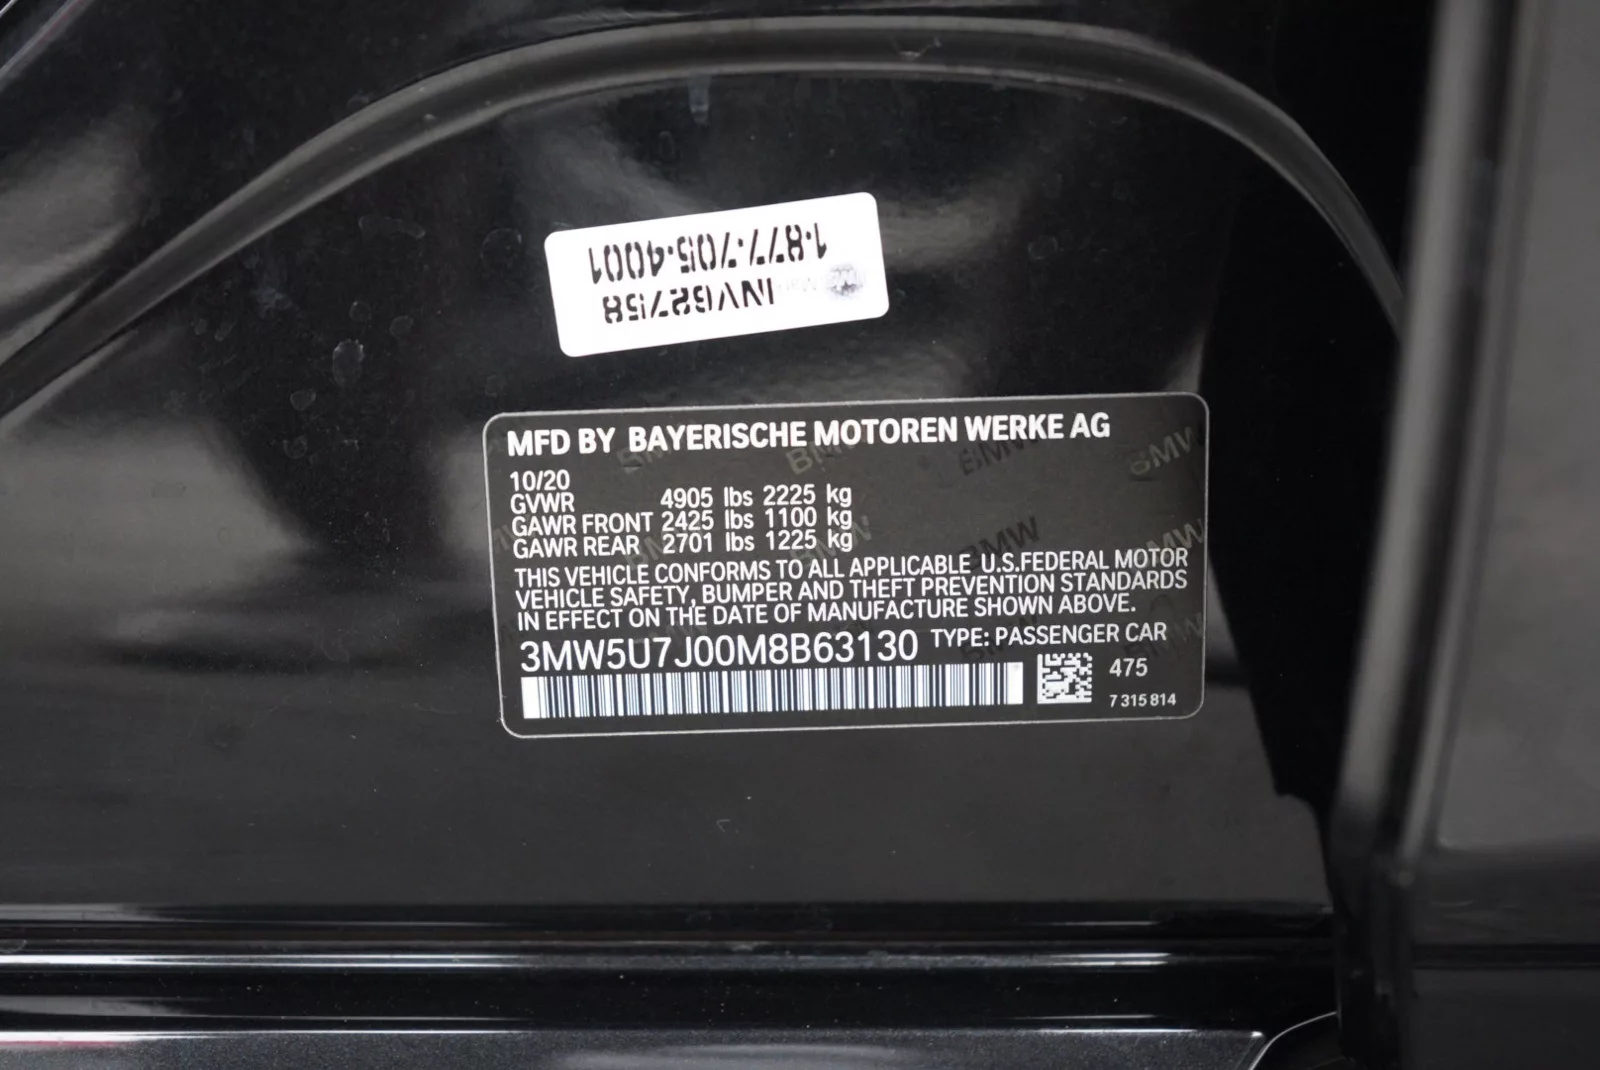 1·877·705·4001
INV62758
MFD BY BAYERISCHE MOTOREN WERKE AG
10/20
GVWR 4905 lbs 2225 kg
GAWR FRONT 2425 lbs 1100 kg
GAWR REAR 2701 lbs 1225 kg
THIS VEHICLE CONFORMS TO ALL APPLICABLE U.S.FEDERAL MOTOR
VEHICLE SAFETY, BUMPER AND THEFT PREVENTION STANDARDS
IN EFFECT ON THE DATE OF MANUFACTURE SHOWN ABOVE.
3MW5U7J00M8B63130 TYPE: PASSENGER CAR
475
7 315 814